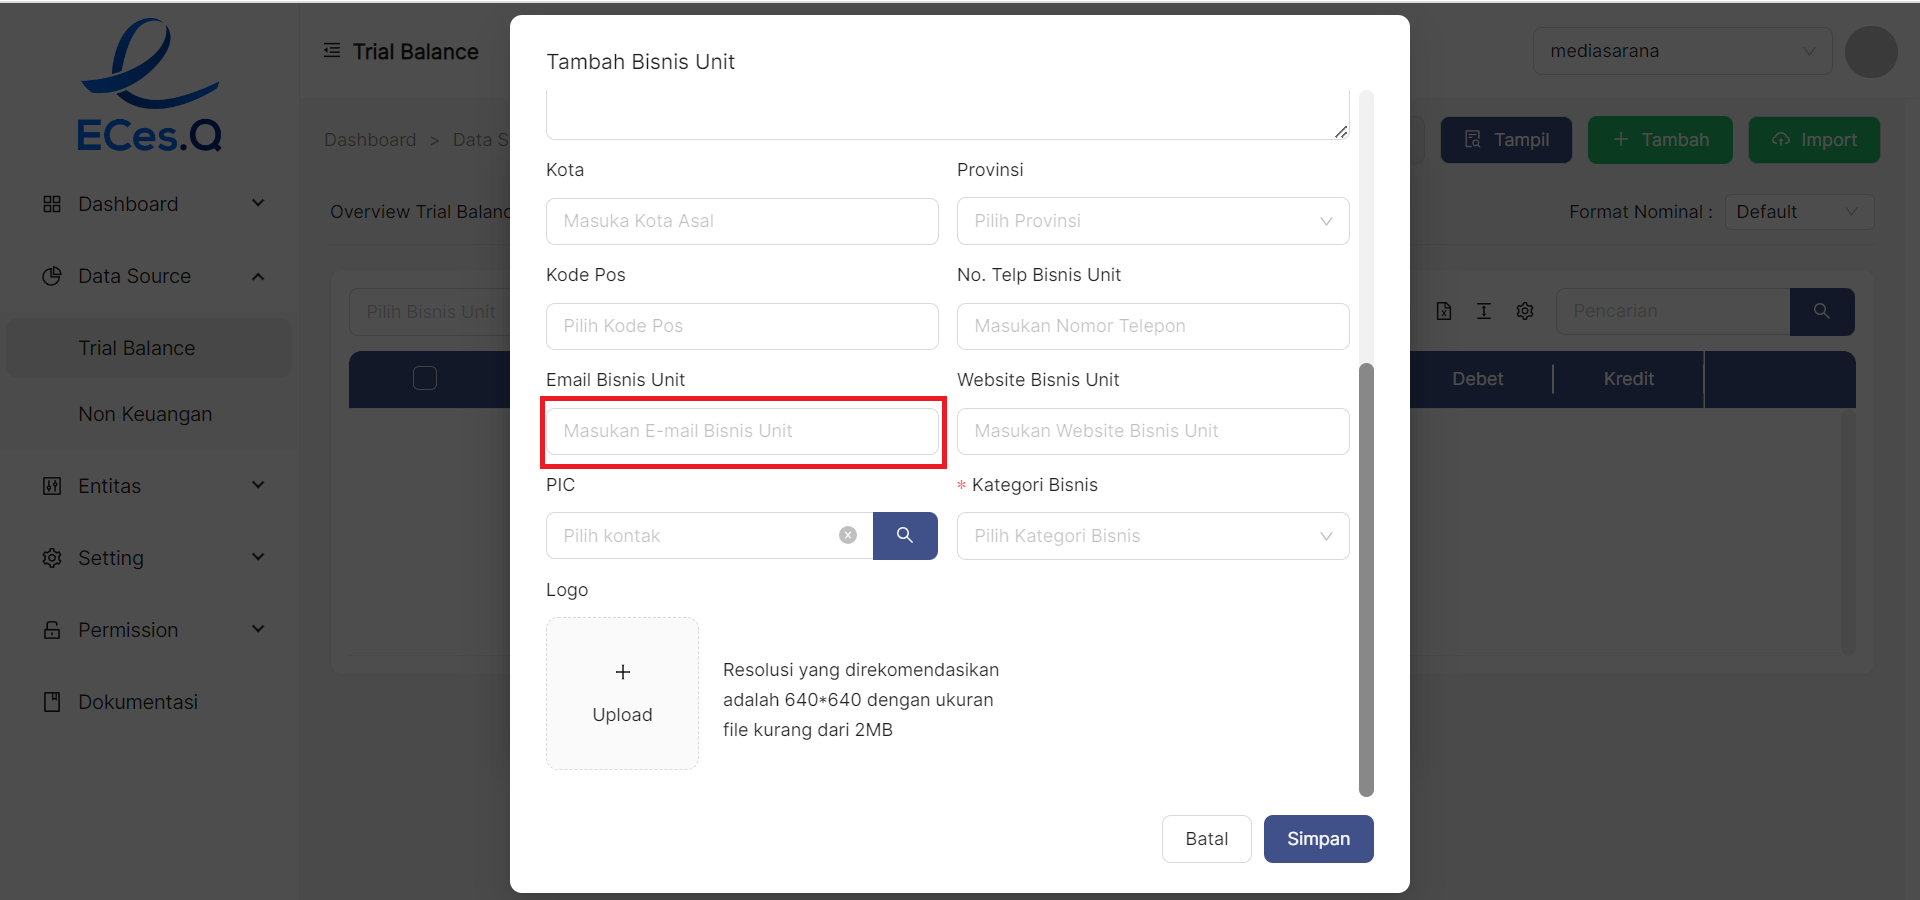 ECes.Q
Dashboard
Data Source
Trial Balance
Non Keuangan
Entitas
Setting
Permission
Dokumentasi
Trial Balance
mediasarana
Dashboard > Data S
Tampil
Tambah
Import
Overview Trial Balanc
Format Nominal :
Default
Pilih Bisnis Unit
Pencarian
Debet
Kredit
Tambah Bisnis Unit
Kota
Provinsi
Masuka Kota Asal
Pilih Provinsi
Kode Pos
No. Telp Bisnis Unit
Pilih Kode Pos
Masukan Nomor Telepon
Email Bisnis Unit
Website Bisnis Unit
Masukan E-mail Bisnis Unit
Masukan Website Bisnis Unit
PIC
* Kategori Bisnis
Pilih kontak
Pilih Kategori Bisnis
Logo
Upload
Resolusi yang direkomendasikan
adalah 640*640 dengan ukuran
file kurang dari 2MB
Batal
Simpan